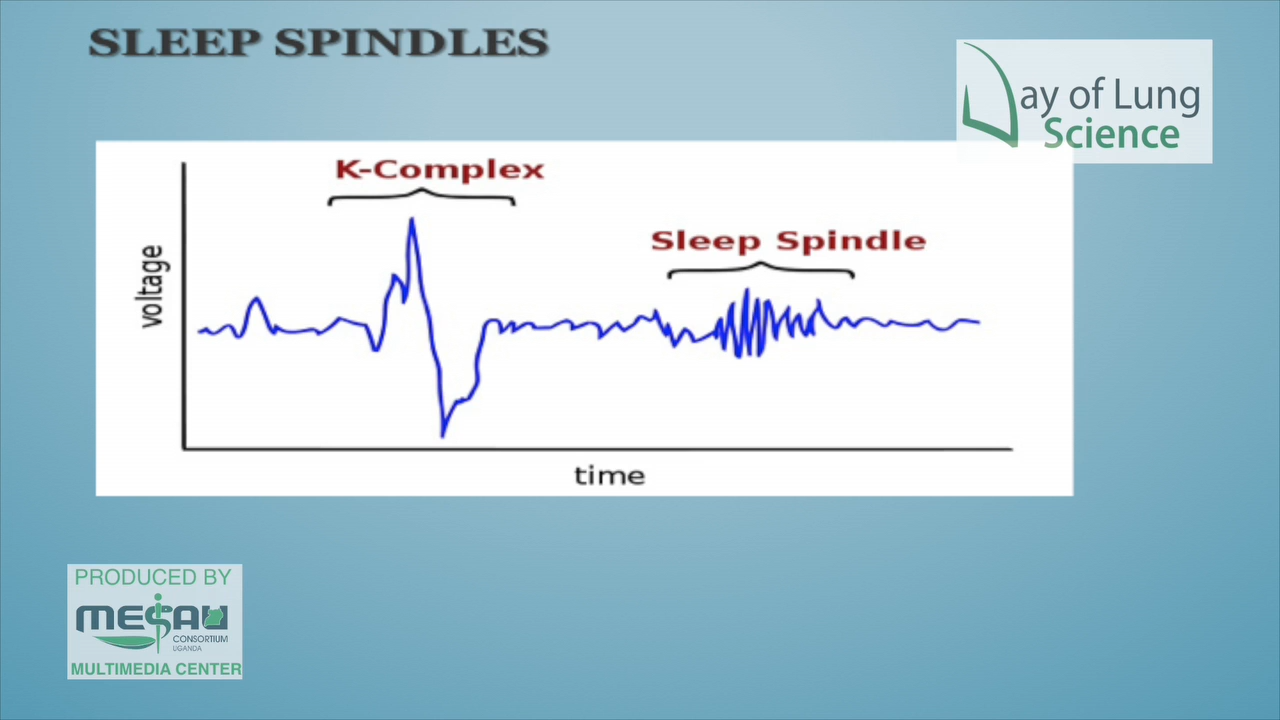 SLEEP SPINDLES
ay of Lung
Science
K-Complex
Sleep Spindle
voltage
time
PRODUCED BY
MESAU
CONSORTIUM
UGANDA
MULTIMEDIA CENTER